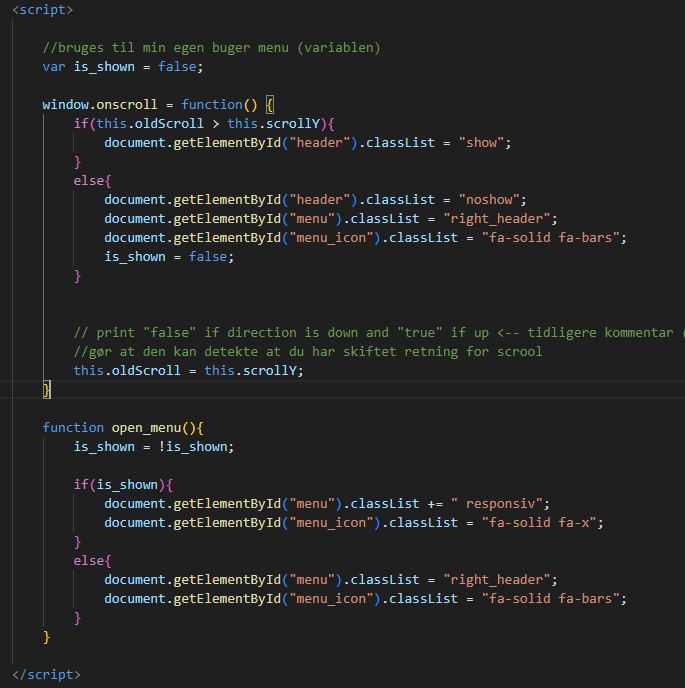 <script>
//bruges til min egen buger menu (variablen)
var is_shown = false;
window.onscroll = function() {
if(this.oldScroll > this.scrollY){
document.getElementById("header").classList = "show";
}
else{
document.getElementById("header").classList = "noshow";
document.getElementById("menu").classList = "right_header";
document.getElementById("menu_icon").classList = "fa-solid fa-bars";
is_shown = false;
}
// print "false" if direction is down and "true" if up <-- tidligere kommentar (
//gør at den kan detekte at du har skiftet retning for scrool
this.oldScroll = this.scrollY;
}
function open_menu(){
is_shown = !is_shown;
if(is_shown){
document.getElementById("menu").classList += " responsiv";
document.getElementById("menu_icon").classList = "fa-solid fa-x";
}
else{
document.getElementById("menu").classList = "right_header";
document.getElementById("menu_icon").classList = "fa-solid fa-bars";
}
}
</script>